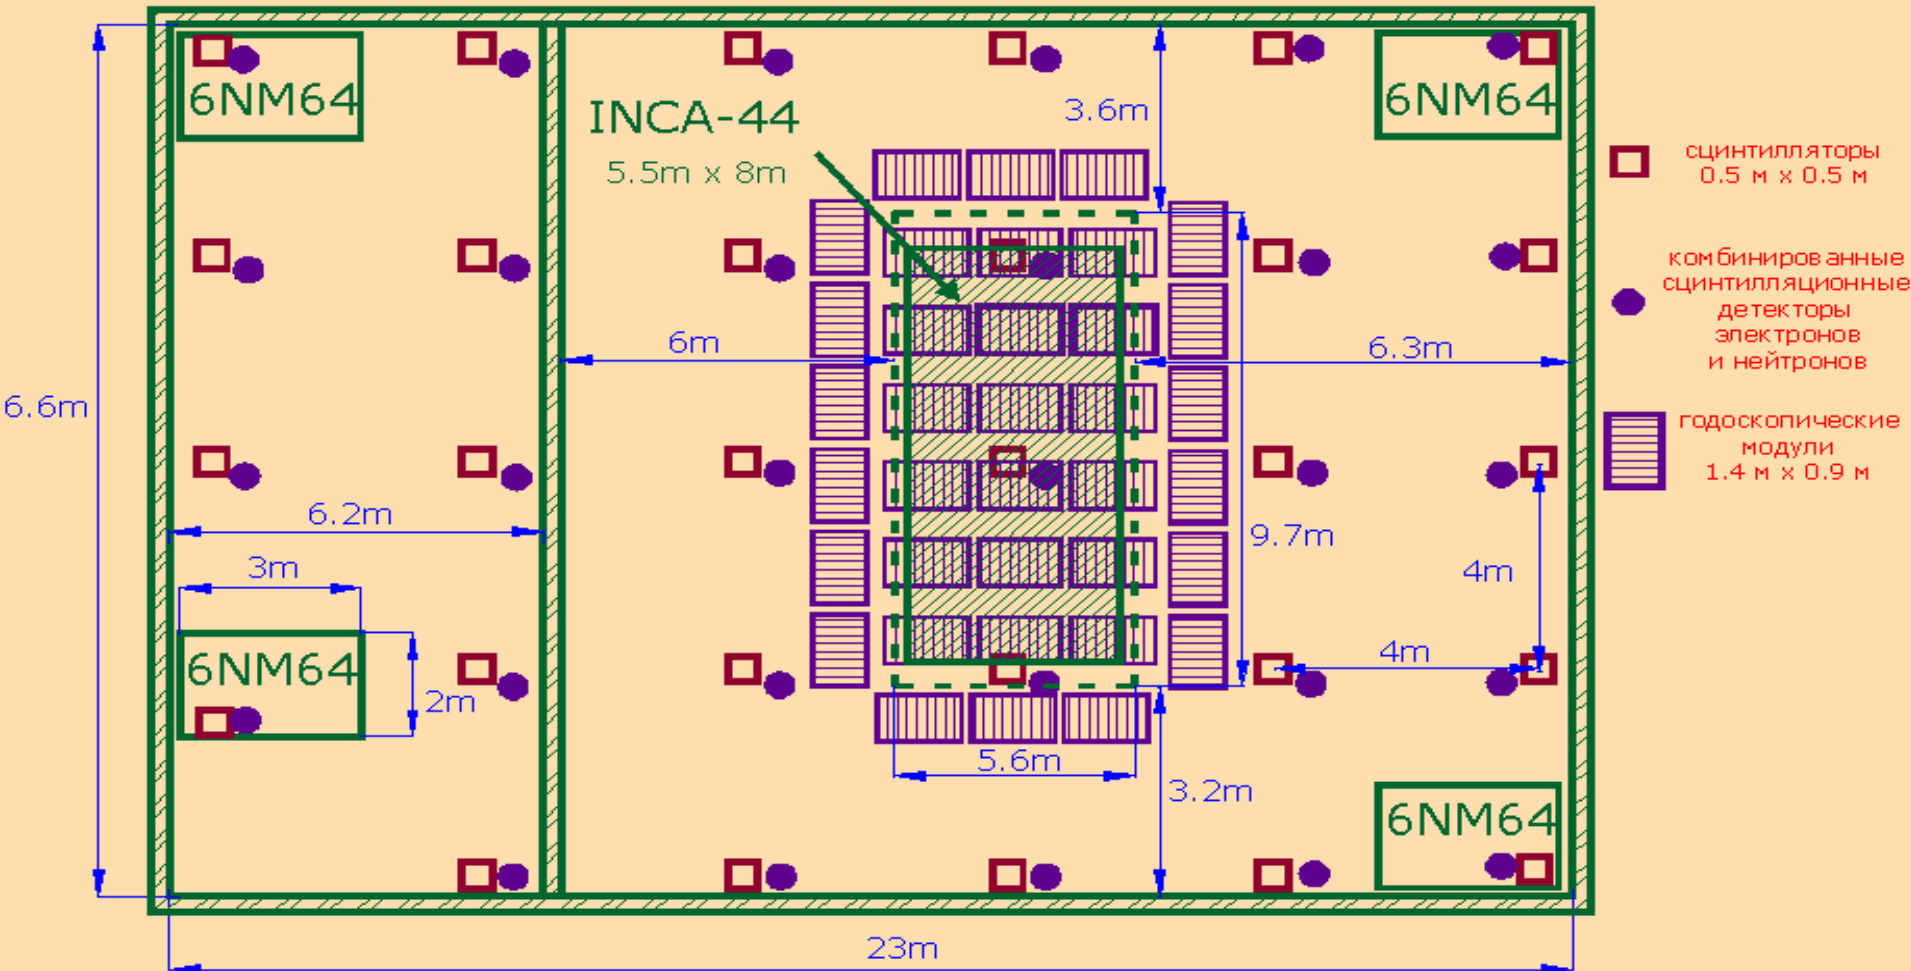 6NM64
6NM64
INCA-44
5.5m x 8m
3.6m
сцинтилляторы
0.5 м x 0.5 м
комбинированные
сцинтилляционные
детекторы
электронов
и нейтронов
6m
6.3m
6.6m
годоскопические
модули
1.4 м x 0.9 м
6.2m
9.7m
3m
4m
6NM64
4m
2m
5.6m
3.2m
6NM64
23m